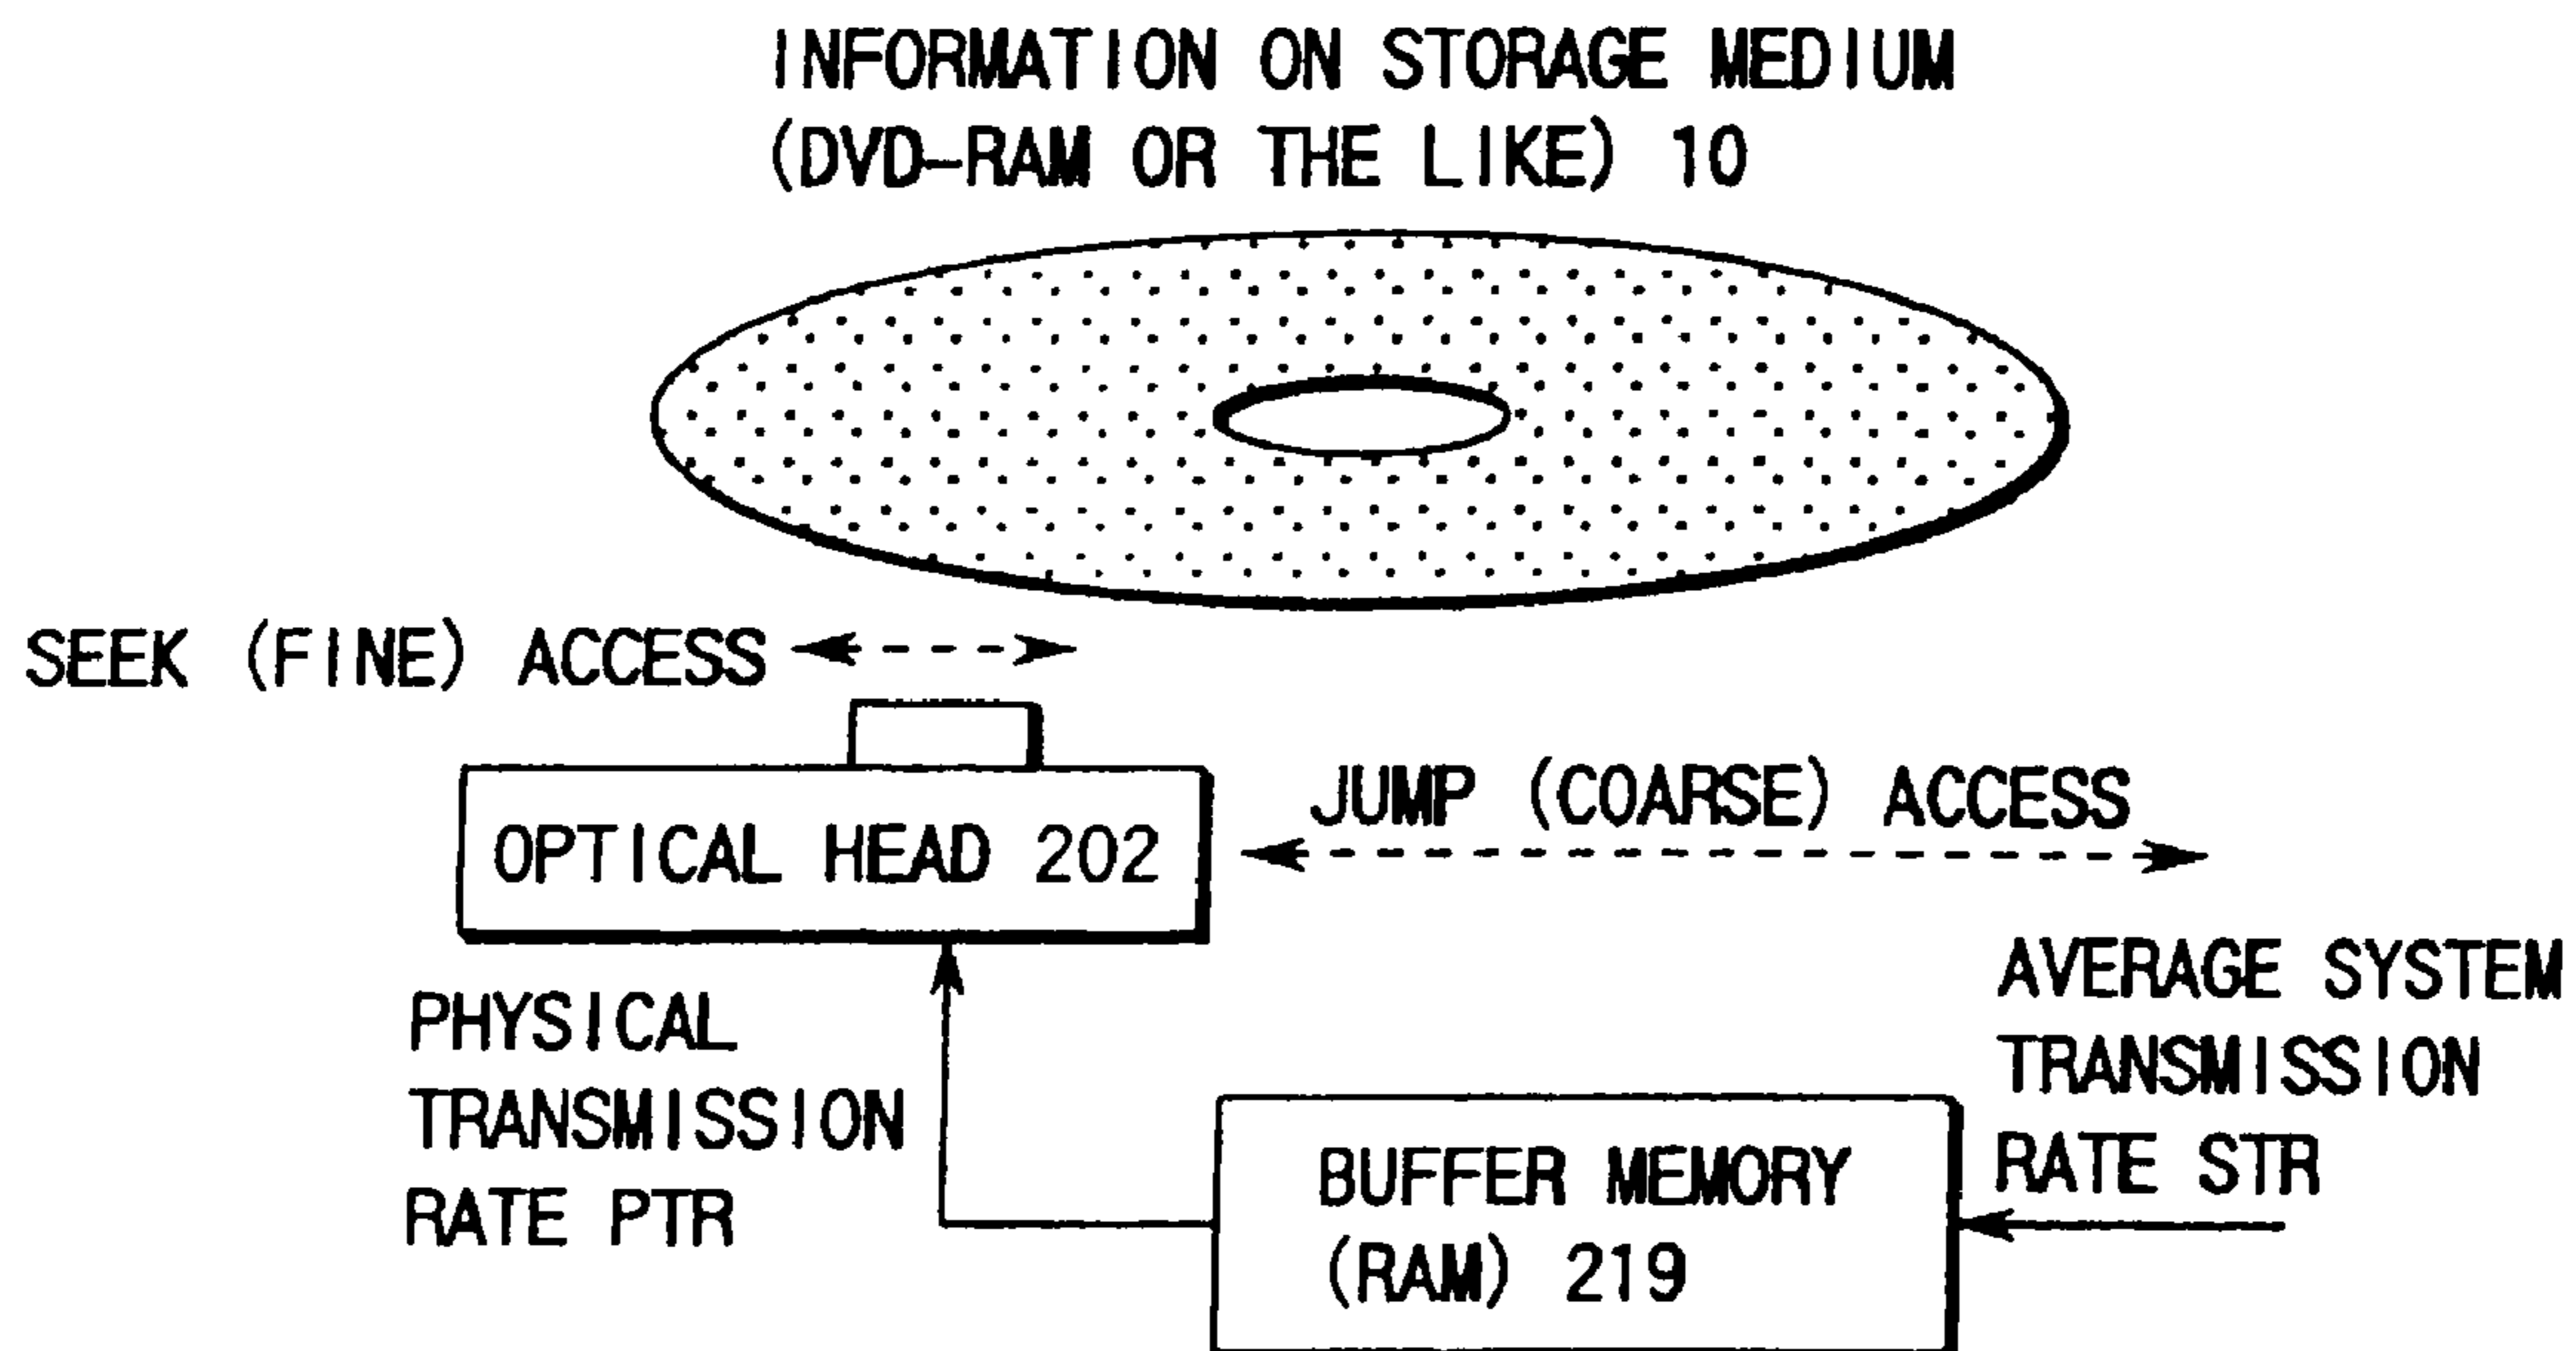 INFORMATION ON STORAGE MEDIUM
(DVD-RAM OR THE LIKE) 10
SEEK (FINE) ACCESS
JUMP (COARSE) ACCESS
OPTICAL HEAD 202
PHYSICAL
TRANSMISSION
RATE PTR
AVERAGE SYSTEM
TRANSMISSION
RATE STR
BUFFER MEMORY
(RAM) 219